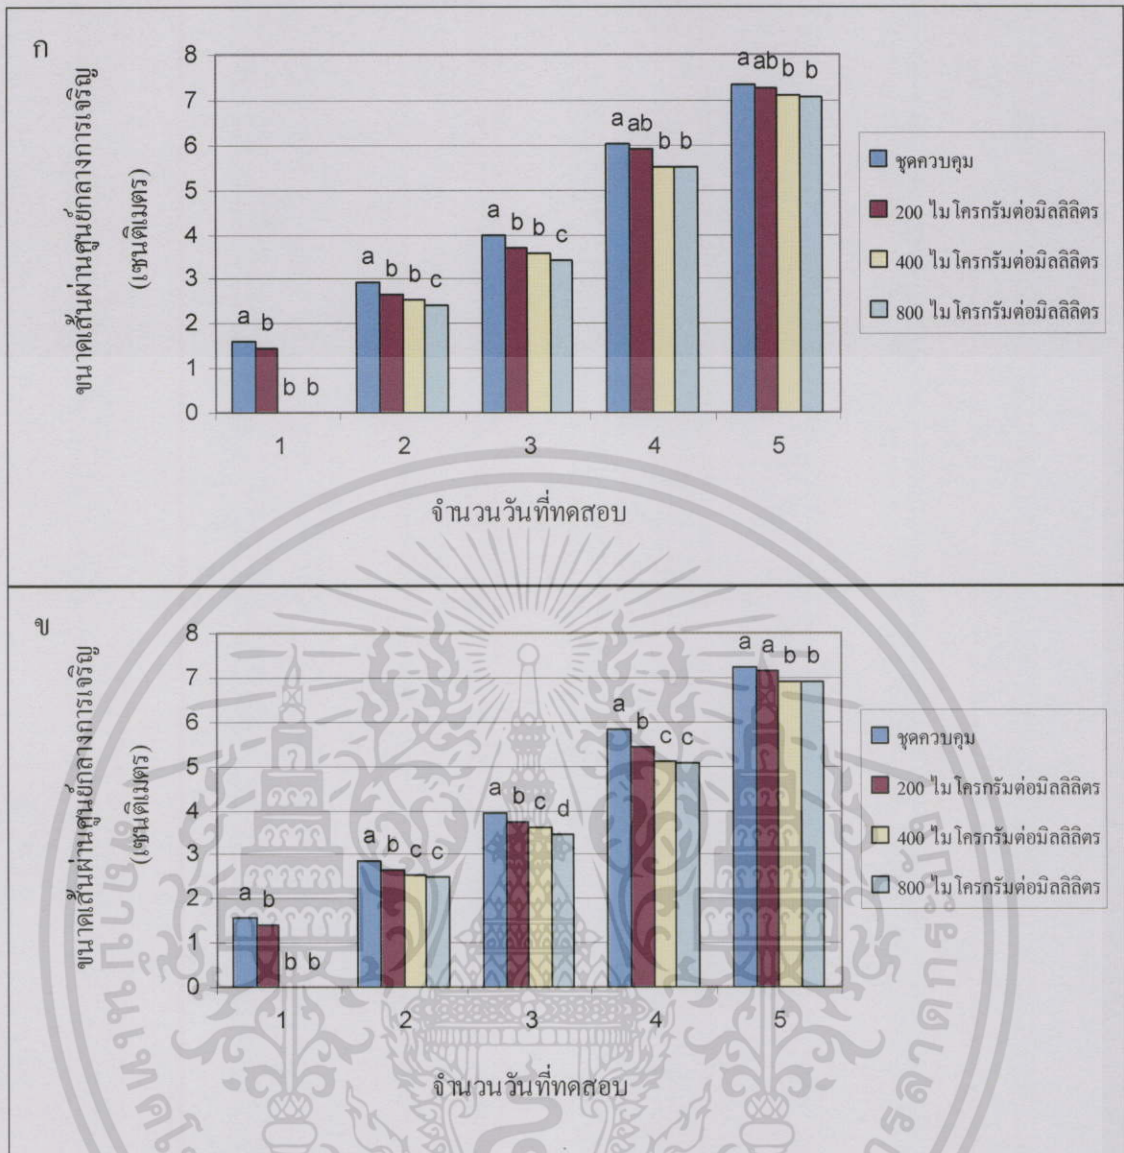 ก
ขนาดเส้นผ่านศูนย์กลางการเจริญ
(เซนติเมตร)
8
7
6
5
4
3
2
1
0
a b b b
a b b c
a b b c
a ab b b
a ab b b
1 2 3 4 5
จำนวนวันที่ทดสอบ
ชุดควบคุม
200 ไมโครกรัมต่อมิลลิลิตร
400 ไมโครกรัมต่อมิลลิลิตร
800 ไมโครกรัมต่อมิลลิลิตร
ข
ขนาดเส้นผ่านศูนย์กลางการเจริญ
(เซนติเมตร)
8
7
6
5
4
3
2
1
0
a b b b
a b c c
a b c d
a b c c
a a b b
1 2 3 4 5
จำนวนวันที่ทดสอบ
ชุดควบคุม
200 ไมโครกรัมต่อมิลลิลิตร
400 ไมโครกรัมต่อมิลลิลิตร
800 ไมโครกรัมต่อมิลลิลิตร